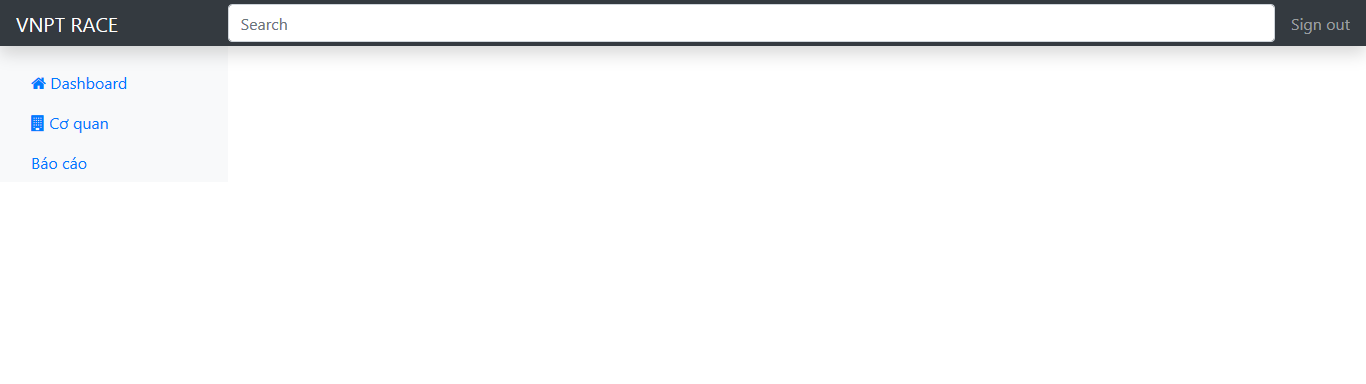 VNPT RACE
Search
Sign out
Dashboard
Cơ quan
Báo cáo